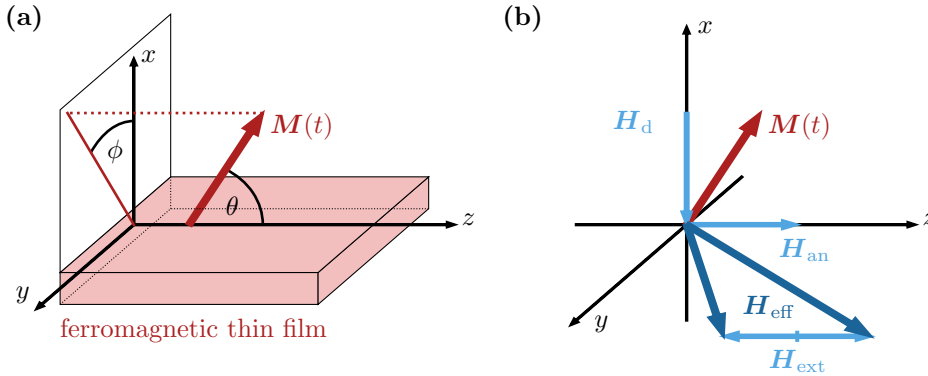 (a)
x
M(t)
ϕ
θ
z
y
ferromagnetic thin film
(b)
x
H_d
M(t)
z
H_an
y
H_eff
H_ext